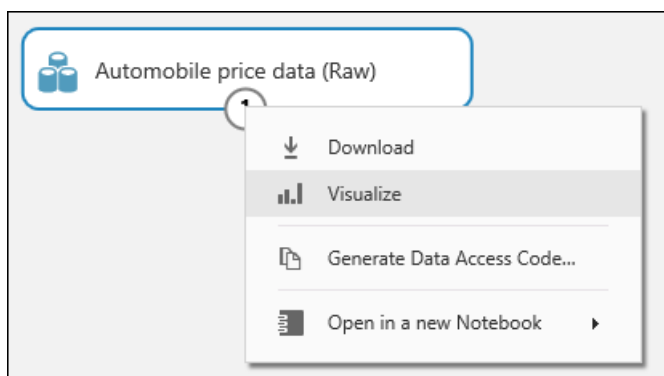 Automobile price data (Raw)
1
Download
Visualize
Generate Data Access Code...
Open in a new Notebook